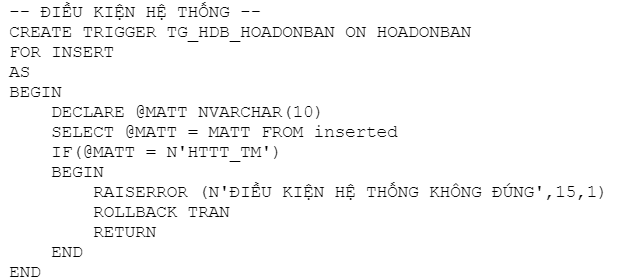 -- ĐIỀU KIỆN HỆ THỐNG --
CREATE TRIGGER TG_HDB_HOADONBAN ON HOADONBAN
FOR INSERT
AS
BEGIN
    DECLARE @MATT NVARCHAR(10)
    SELECT @MATT = MATT FROM inserted
    IF(@MATT = N'HTTT_TM')
    BEGIN
        RAISERROR (N'ĐIỀU KIỆN HỆ THỐNG KHÔNG ĐÚNG',15,1)
        ROLLBACK TRAN
        RETURN
    END
END